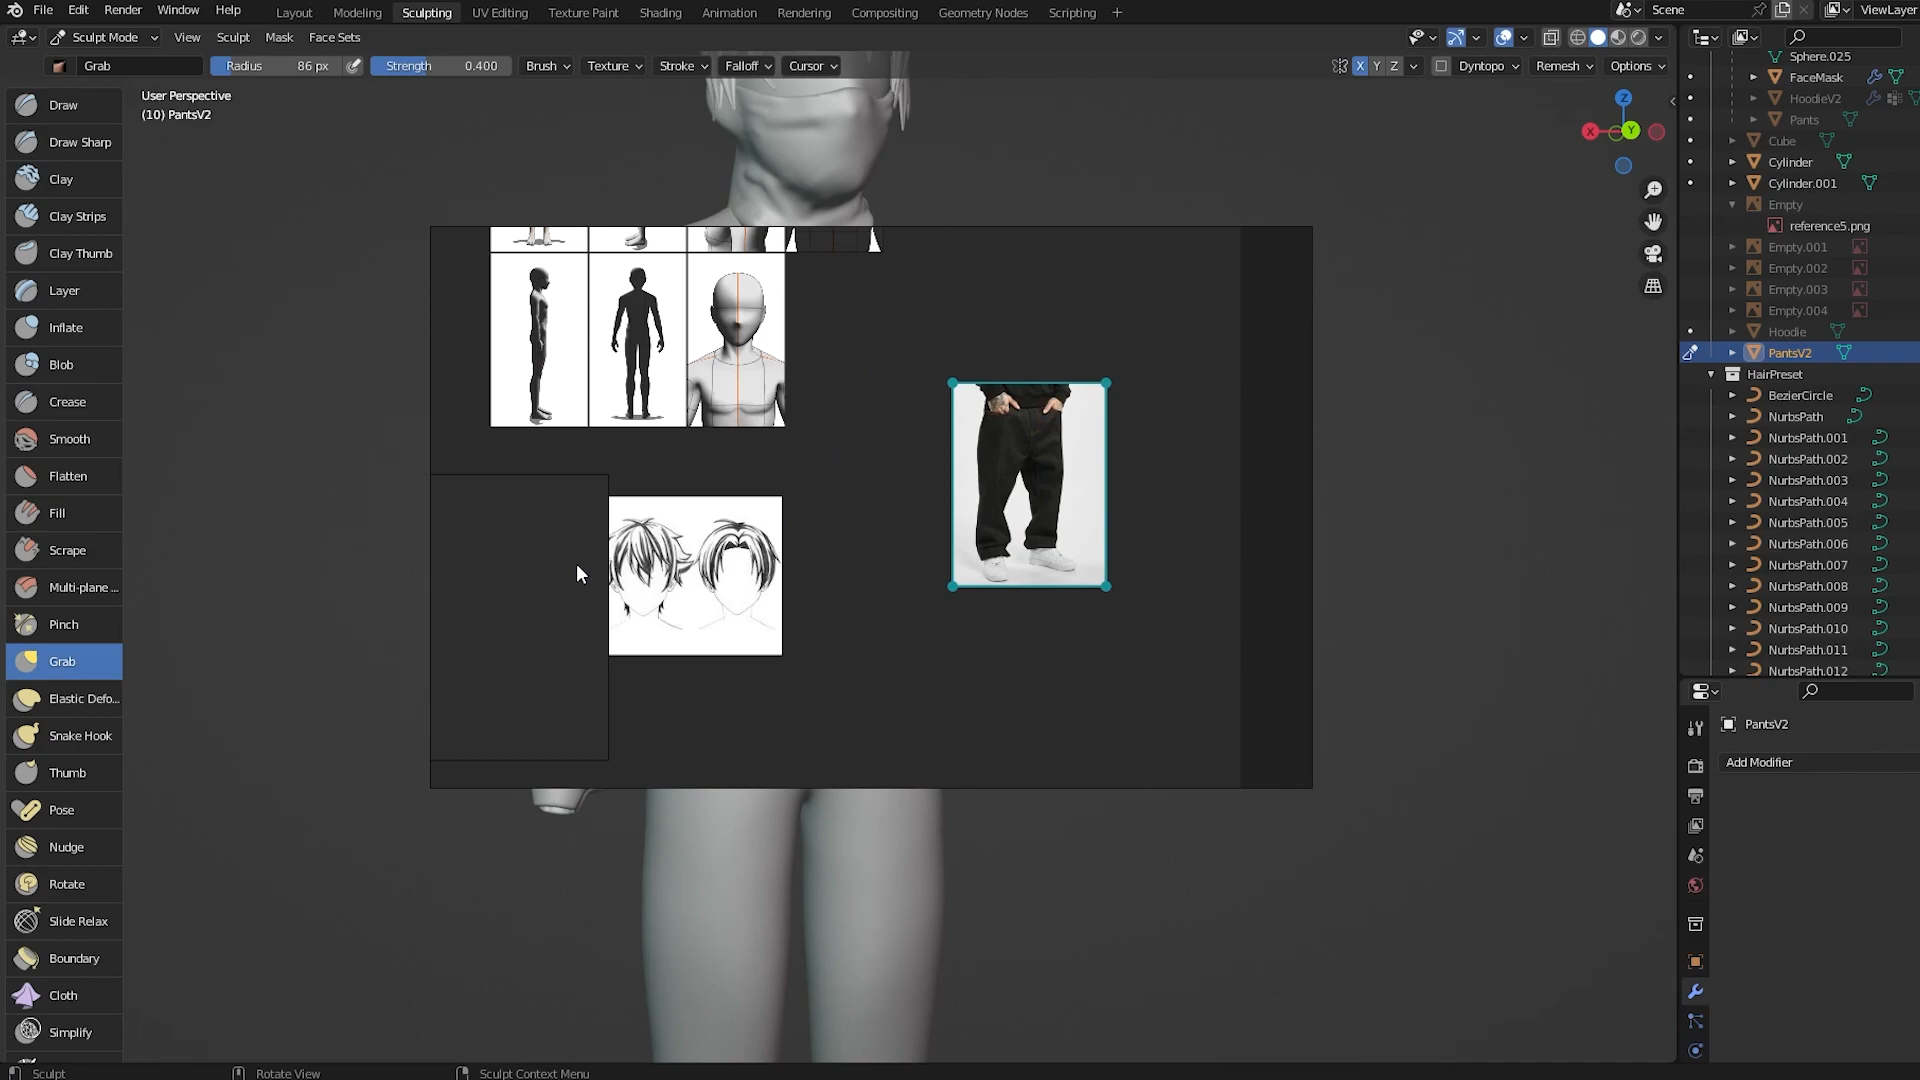 File Edit Render Window Help Layout Modeling Sculpting UV Editing Texture Paint Shading Animation Rendering Compositing Geometry Nodes Scripting + Scene ViewLayer
Sculpt Mode View Sculpt Mask Face Sets
Grab Radius 86 px Strength 0.400 Brush Texture Stroke Falloff Cursor X Y Z Dyntopo Remesh Options
User Perspective
(10) PantsV2
Draw
Draw Sharp
Clay
Clay Strips
Clay Thumb
Layer
Inflate
Blob
Crease
Smooth
Flatten
Fill
Scrape
Multi-plane ...
Pinch
Grab
Elastic Defo...
Snake Hook
Thumb
Pose
Nudge
Rotate
Slide Relax
Boundary
Cloth
Simplify
Z
X
Y
Sphere.025
FaceMask
HoodieV2
Pants
Cube
Cylinder
Cylinder.001
Empty
reference5.png
Empty.001
Empty.002
Empty.003
Empty.004
Hoodie
PantsV2
HairPreset
BezierCircle
NurbsPath
NurbsPath.001
NurbsPath.002
NurbsPath.003
NurbsPath.004
NurbsPath.005
NurbsPath.006
NurbsPath.007
NurbsPath.008
NurbsPath.009
NurbsPath.010
NurbsPath.011
NurbsPath.012
PantsV2
Add Modifier
Sculpt Rotate View Sculpt Context Menu